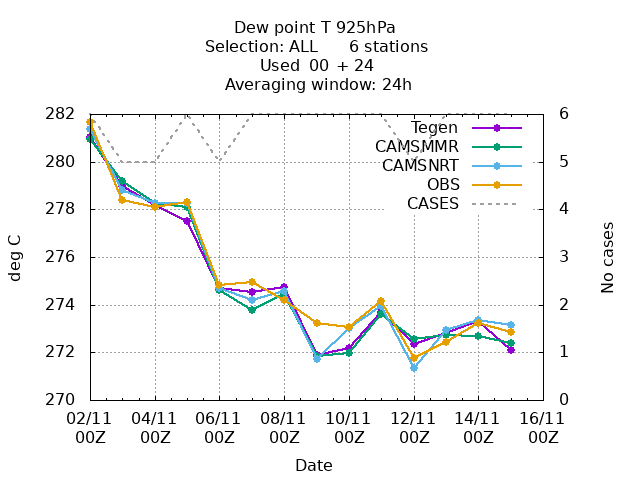 Dew point T 925hPa
Selection: ALL      6 stations
Used  00 + 24
Averaging window: 24h
282
280
278
276
274
272
270
deg C
6
5
4
3
2
1
0
No cases
Tegen
CAMSMMR
CAMSNRT
OBS
CASES
02/11 04/11 06/11 08/11 10/11 12/11 14/11 16/11
00Z 00Z 00Z 00Z 00Z 00Z 00Z 00Z
Date